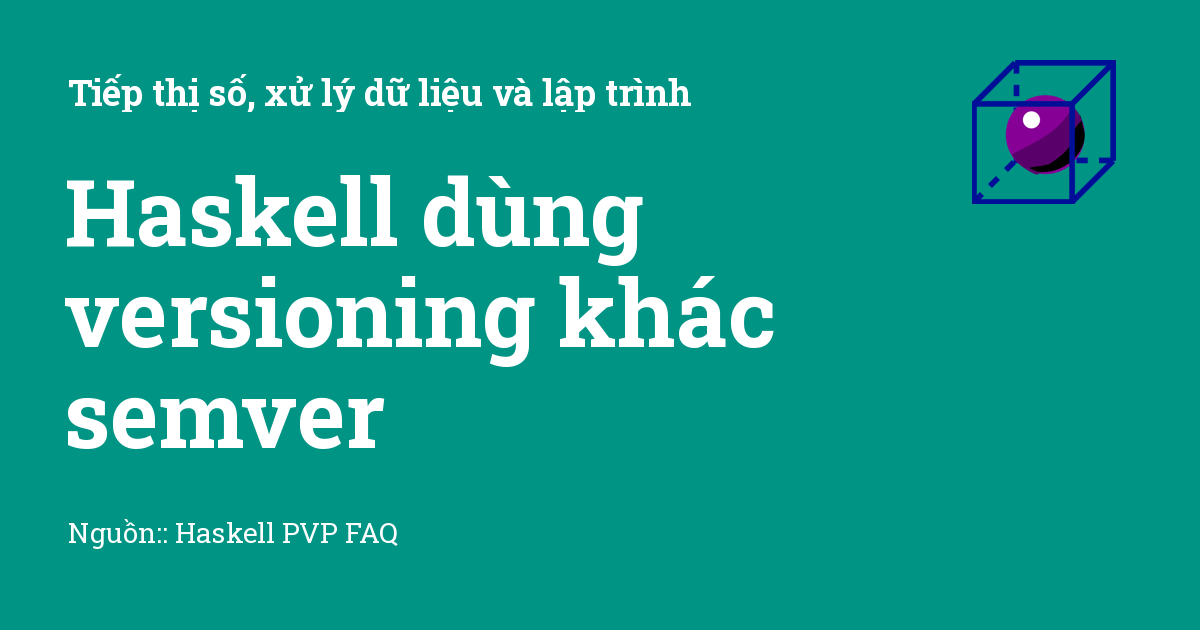 Tiếp thị số, xử lý dữ liệu và lập trình
Haskell dùng
versioning khác
semver
Nguồn:: Haskell PVP FAQ